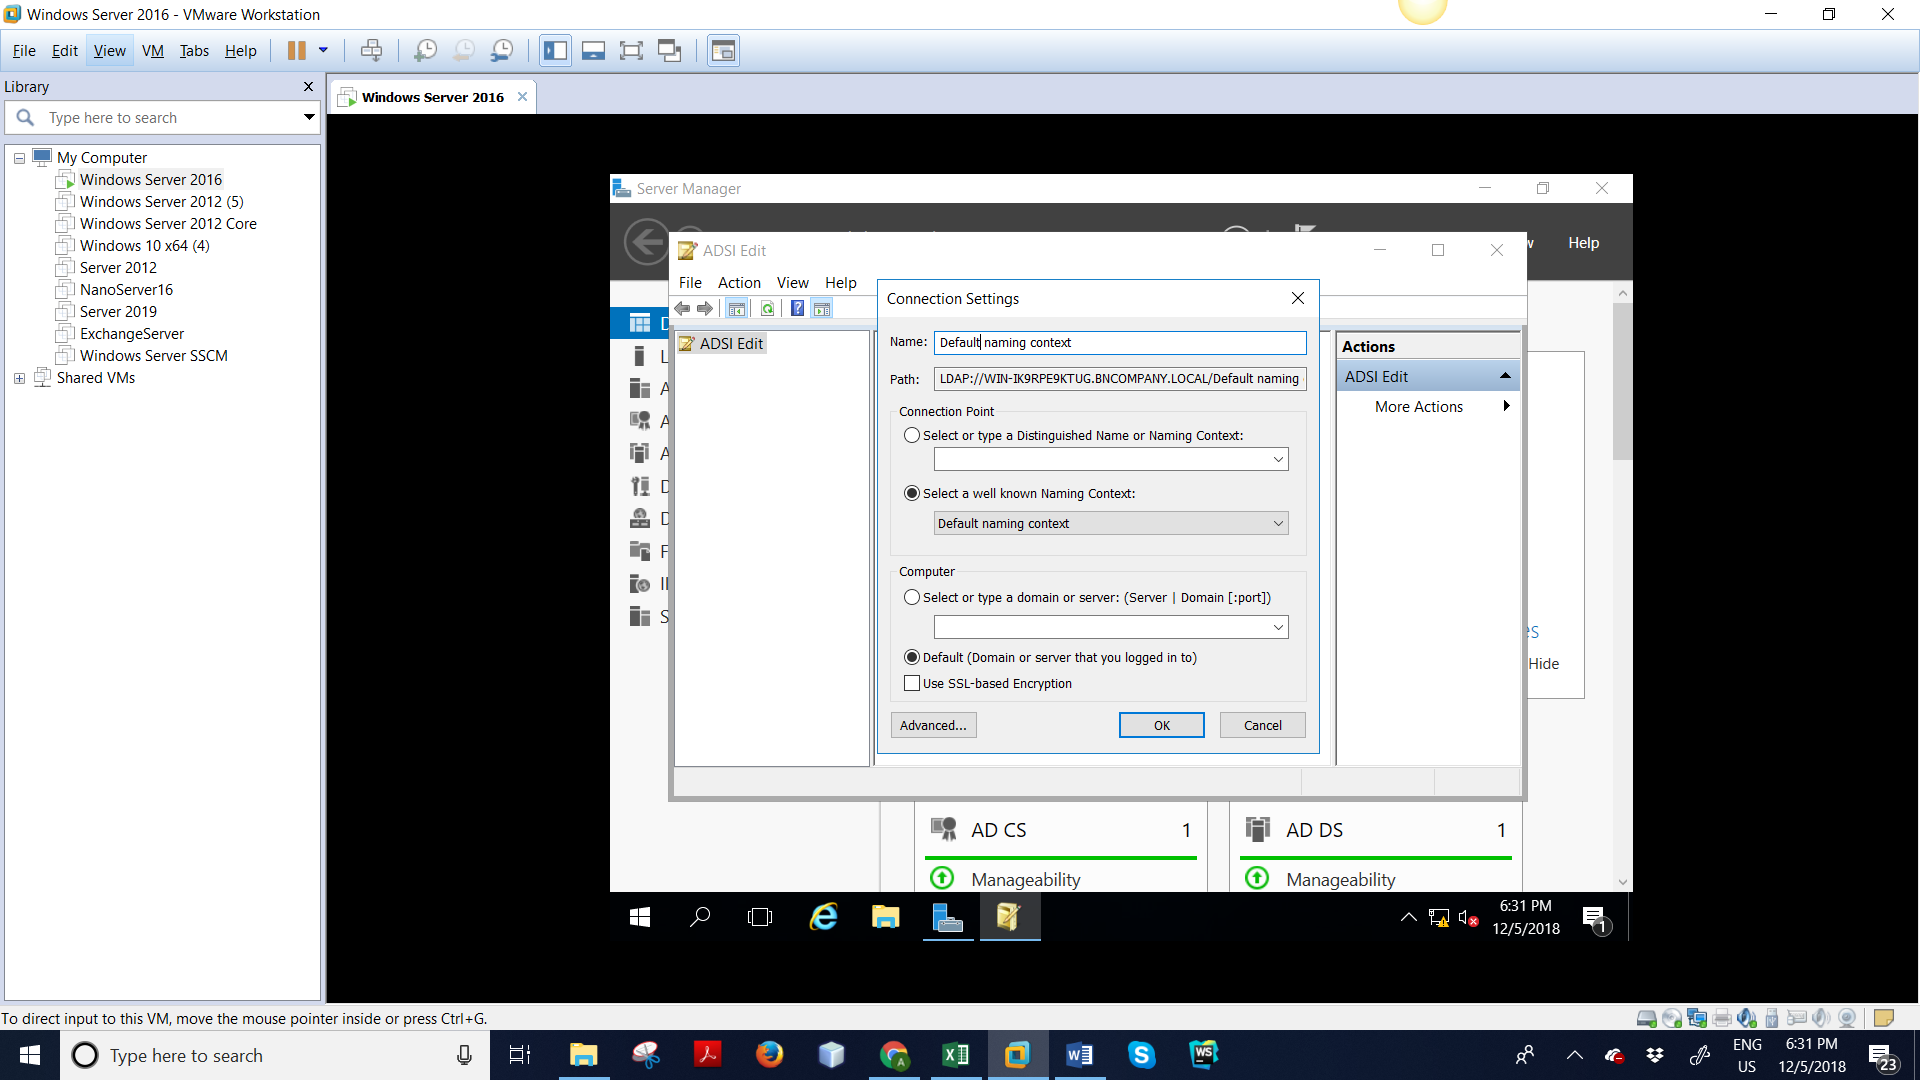 Windows Server 2016 - VMware Workstation
File Edit View VM Tabs Help
Library
Type here to search
My Computer
Windows Server 2016
Windows Server 2012 (5)
Windows Server 2012 Core
Windows 10 x64 (4)
Server 2012
NanoServer16
Server 2019
ExchangeServer
Windows Server SSCM
Shared VMs
Windows Server 2016
Server Manager
Help
ADSI Edit
File Action View Help
ADSI Edit
Connection Settings
Name: Default naming context
Path: LDAP://WIN-IK9RPE9KTUG.BNCOMPANY.LOCAL/Default naming
Connection Point
Select or type a Distinguished Name or Naming Context:
Select a well known Naming Context:
Default naming context
Computer
Select or type a domain or server: (Server | Domain [:port])
Default (Domain or server that you logged in to)
Use SSL-based Encryption
Advanced...
OK
Cancel
Actions
ADSI Edit
More Actions
Hide
AD CS 1
Manageability
AD DS 1
Manageability
6:31 PM
12/5/2018
1
To direct input to this VM, move the mouse pointer inside or press Ctrl+G.
Type here to search
ENG
US
6:31 PM
12/5/2018
23